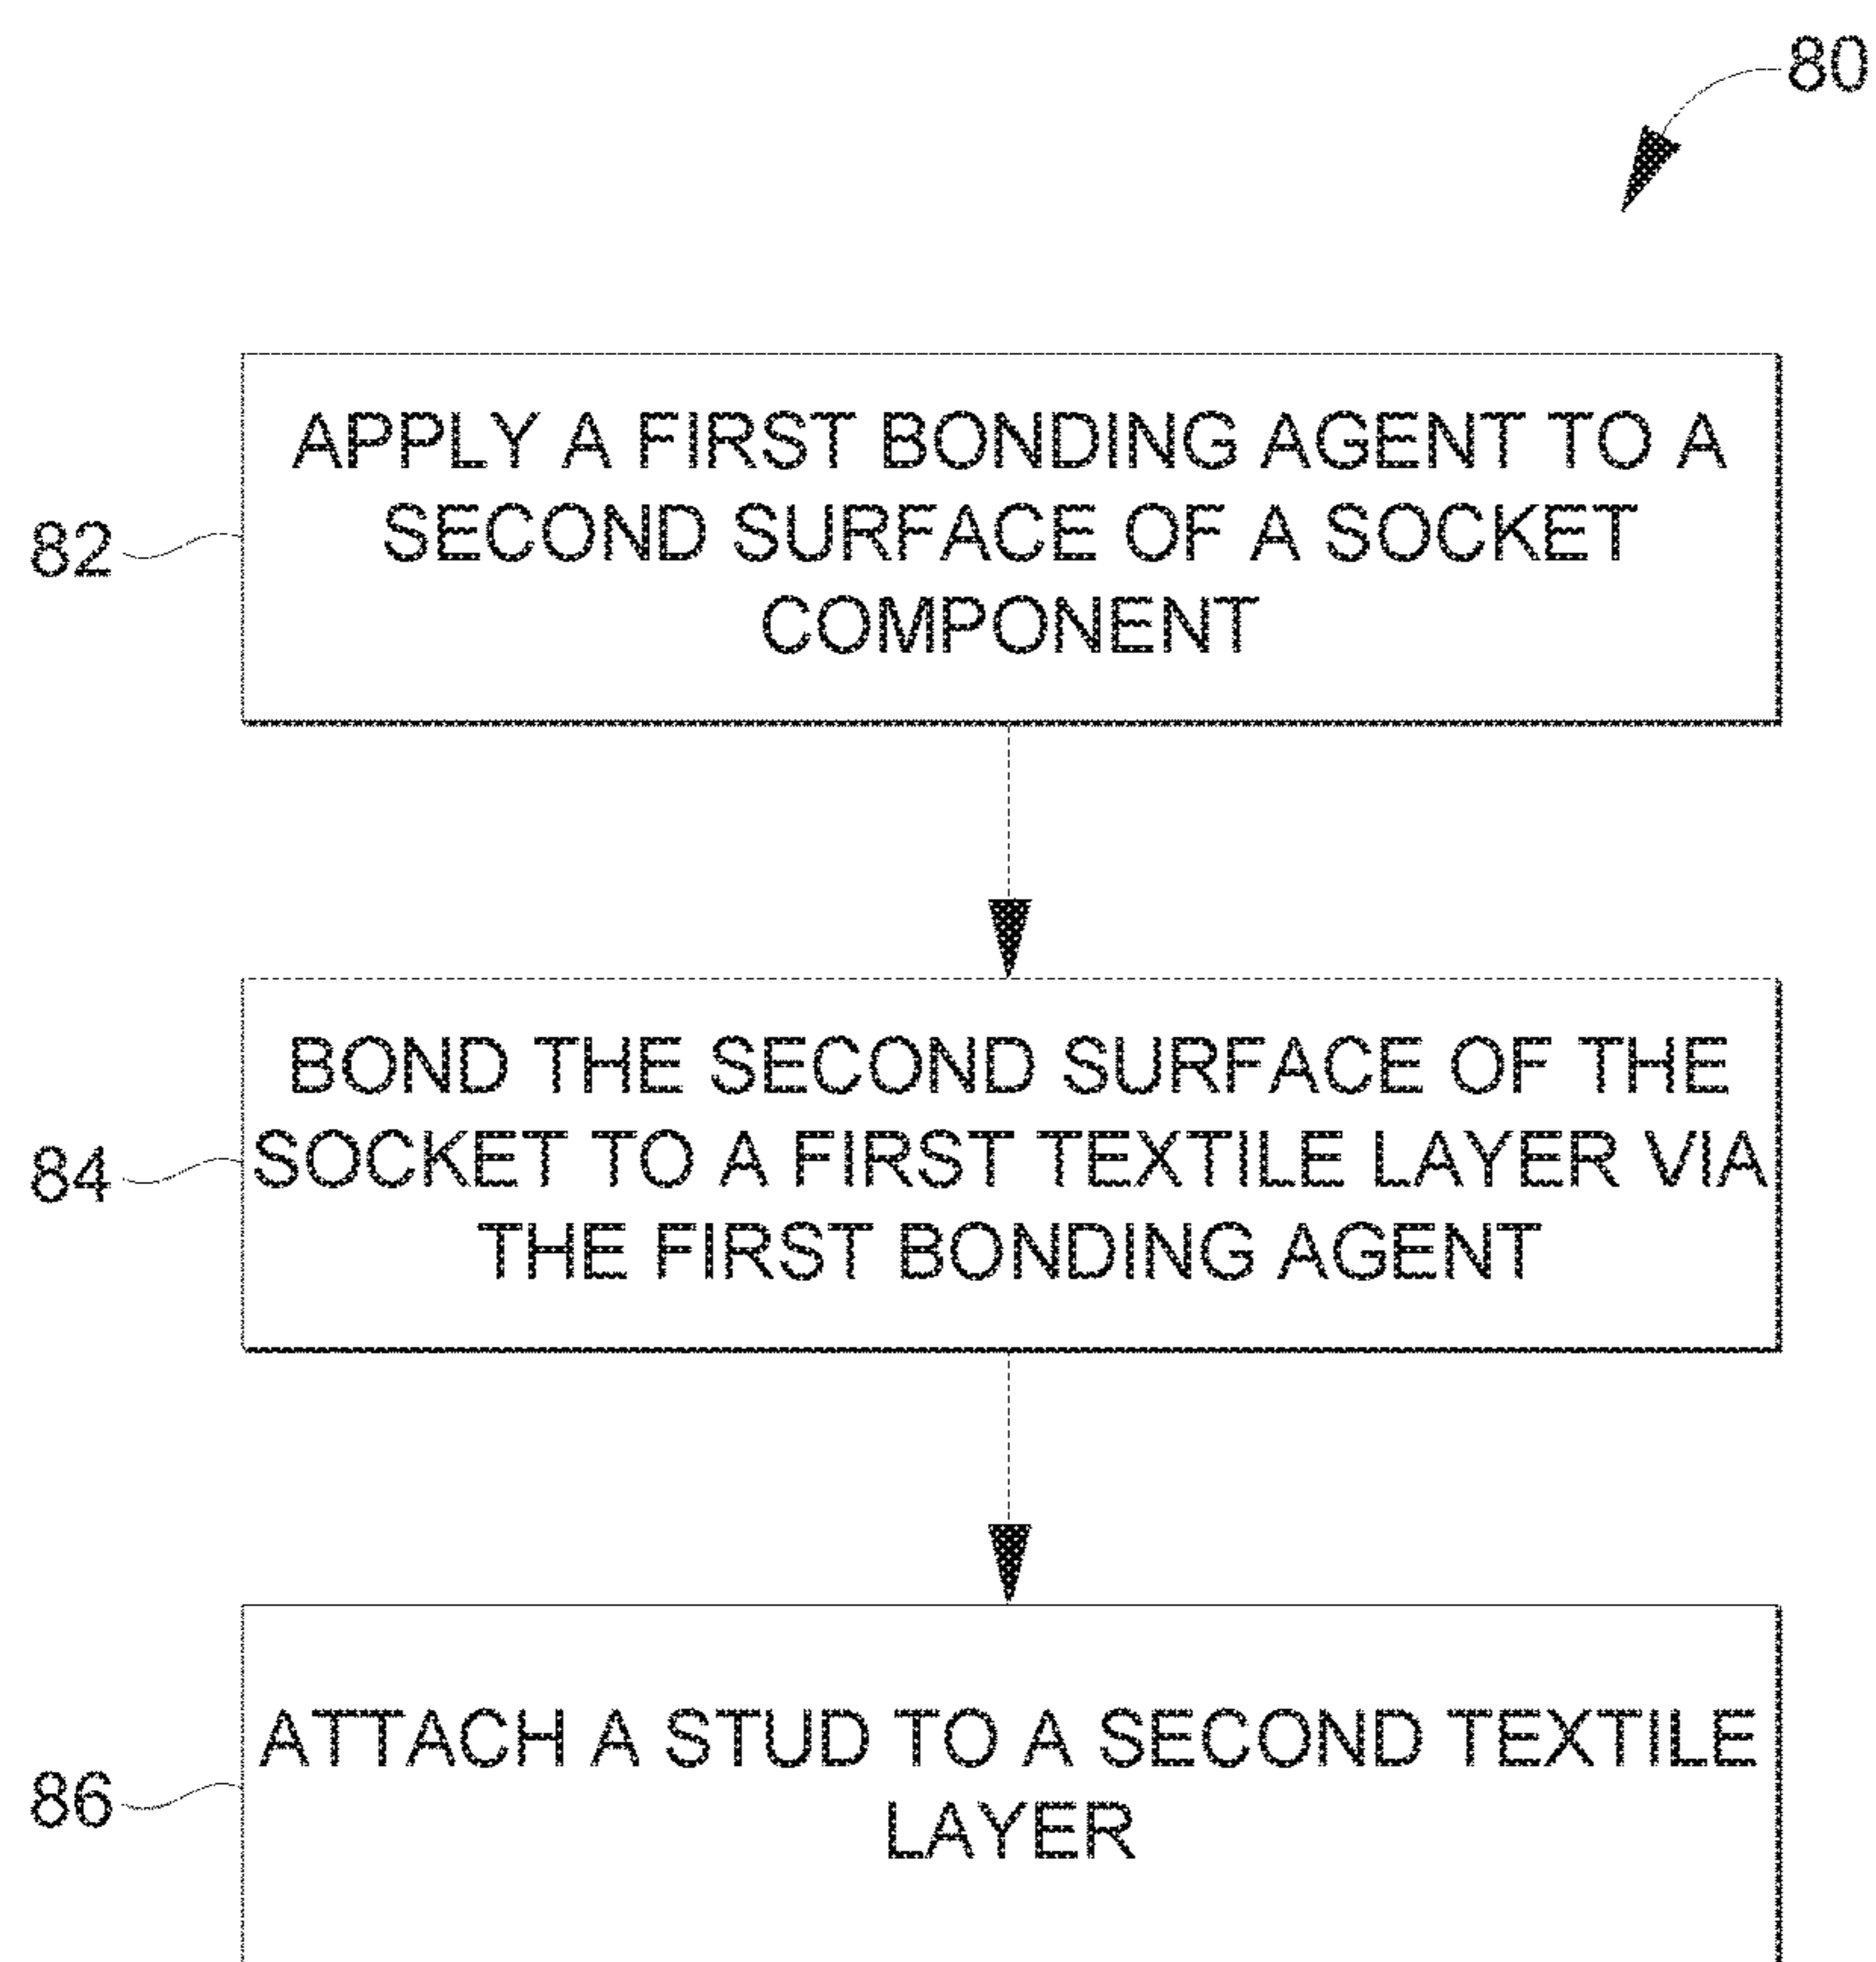 80
APPLY A FIRST BONDING AGENT TO A
SECOND SURFACE OF A SOCKET
COMPONENT
82
BOND THE SECOND SURFACE OF THE
SOCKET TO A FIRST TEXTILE LAYER VIA
THE FIRST BONDING AGENT
84
ATTACH A STUD TO A SECOND TEXTILE
LAYER
86